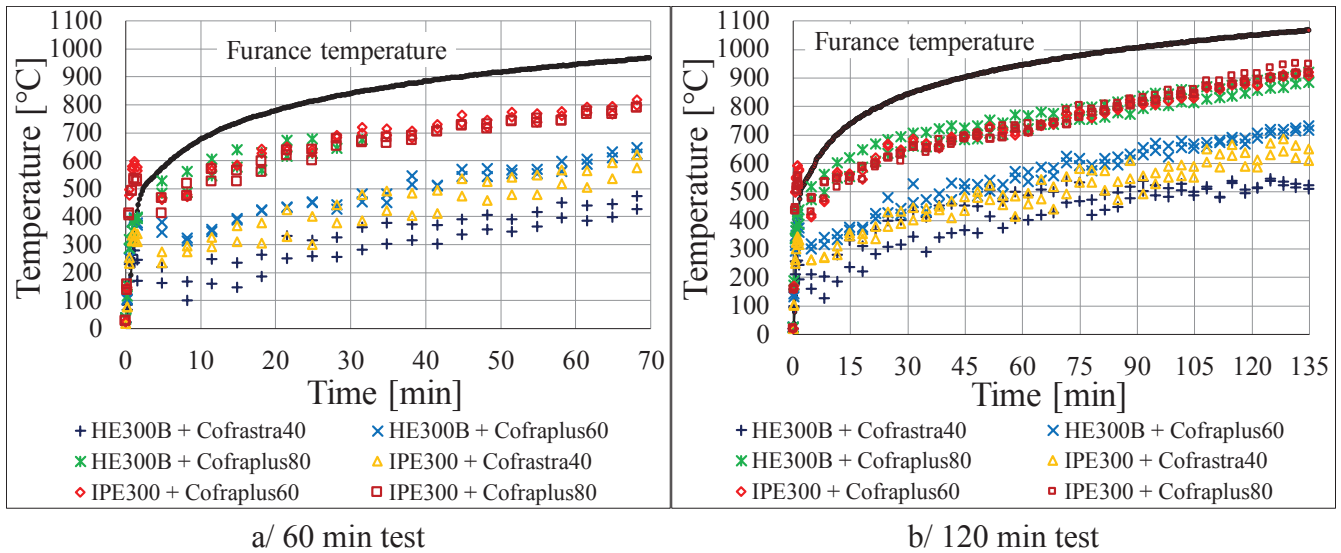 1100
1000
900
800
700
600
500
400
300
200
100
0
Temperature [°C]
Furance temperature
0 10 20 30 40 50 60 70
Time [min]
HE300B + Cofrastra40
HE300B + Cofraplus60
HE300B + Cofraplus80
IPE300 + Cofrastra40
IPE300 + Cofraplus60
IPE300 + Cofraplus80
a/ 60 min test
1100
1000
900
800
700
600
500
400
300
200
100
0
Temperature [°C]
Furance temperature
0 15 30 45 60 75 90 105 120 135
Time [min]
HE300B + Cofrastra40
HE300B + Cofraplus60
HE300B + Cofraplus80
IPE300 + Cofrastra40
IPE300 + Cofraplus60
IPE300 + Cofraplus80
b/ 120 min test